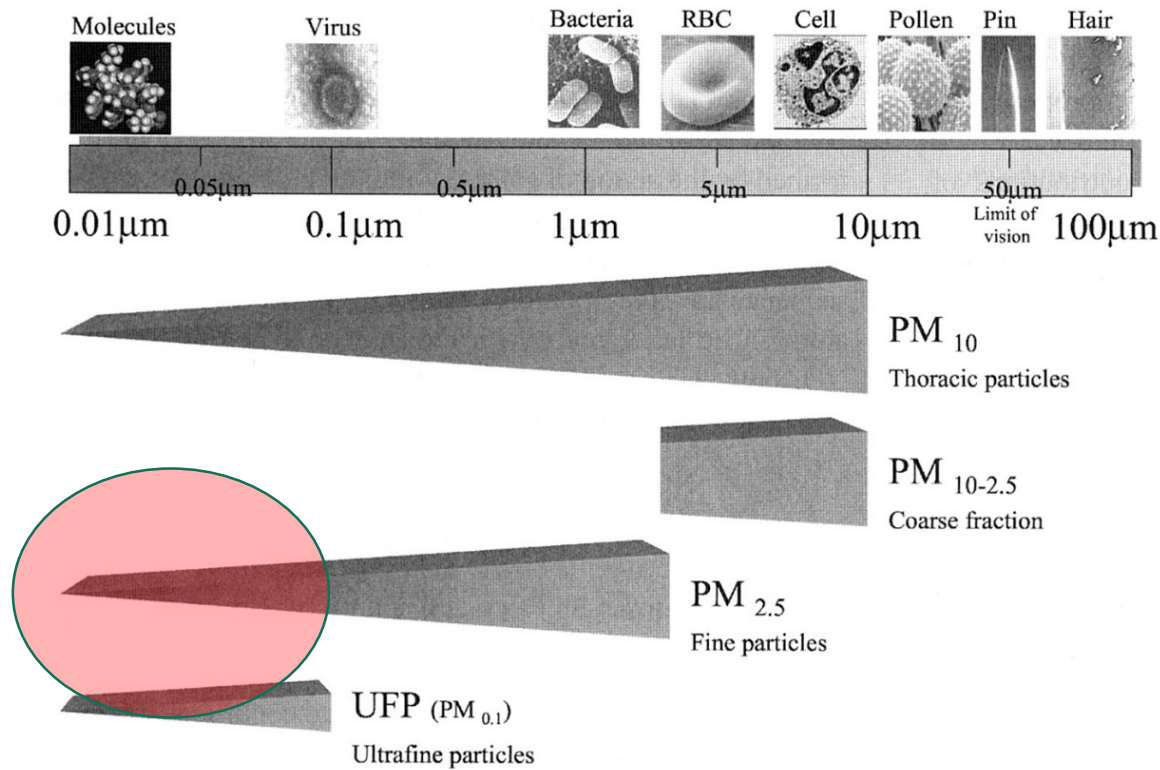 Molecules Virus Bacteria RBC Cell Pollen Pin Hair
0.05μm 0.5μm 5μm 50μm
0.01μm 0.1μm 1μm 10μm Limit of 100μm
vision
PM 10
Thoracic particles
PM 10-2.5
Coarse fraction
PM 2.5
Fine particles
UFP (PM 0.1)
Ultrafine particles